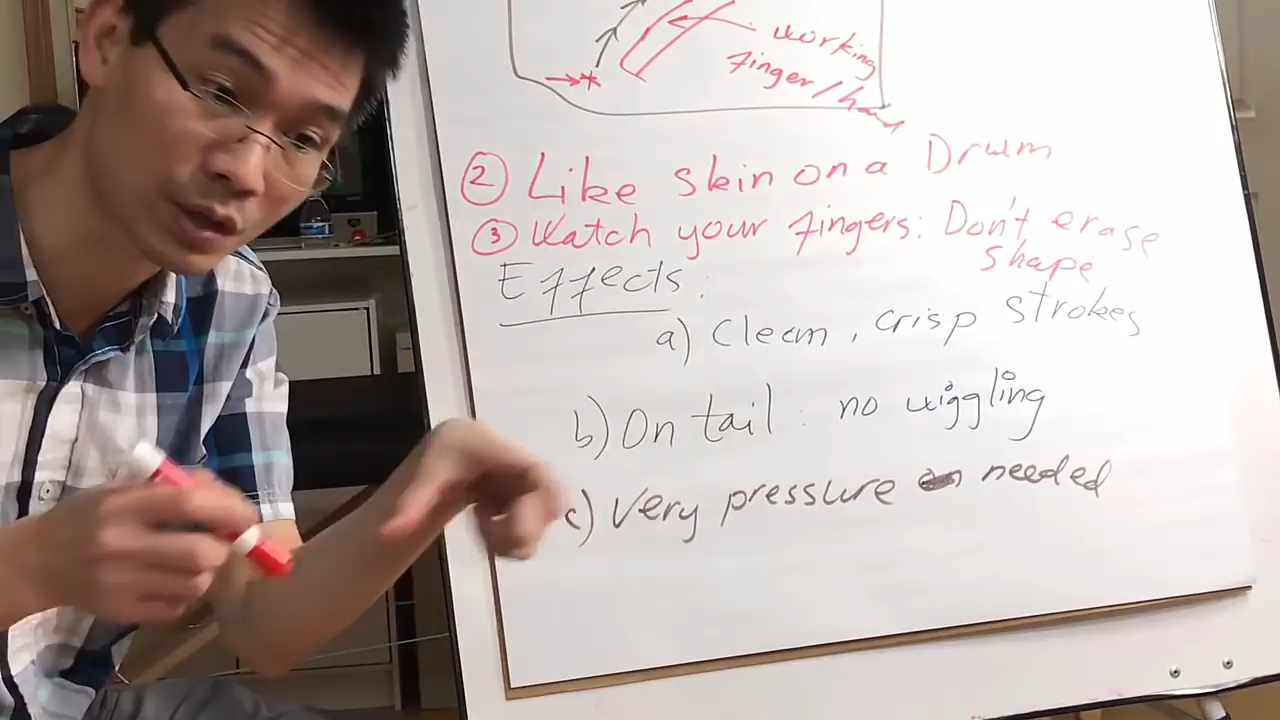 working
finger/hand
② Like skin on a Drum
③ Watch your fingers: Don't erase
shape
Effects:
a) Clean, crisp strokes
b) On tail: no wiggling
c) Very pressure needed